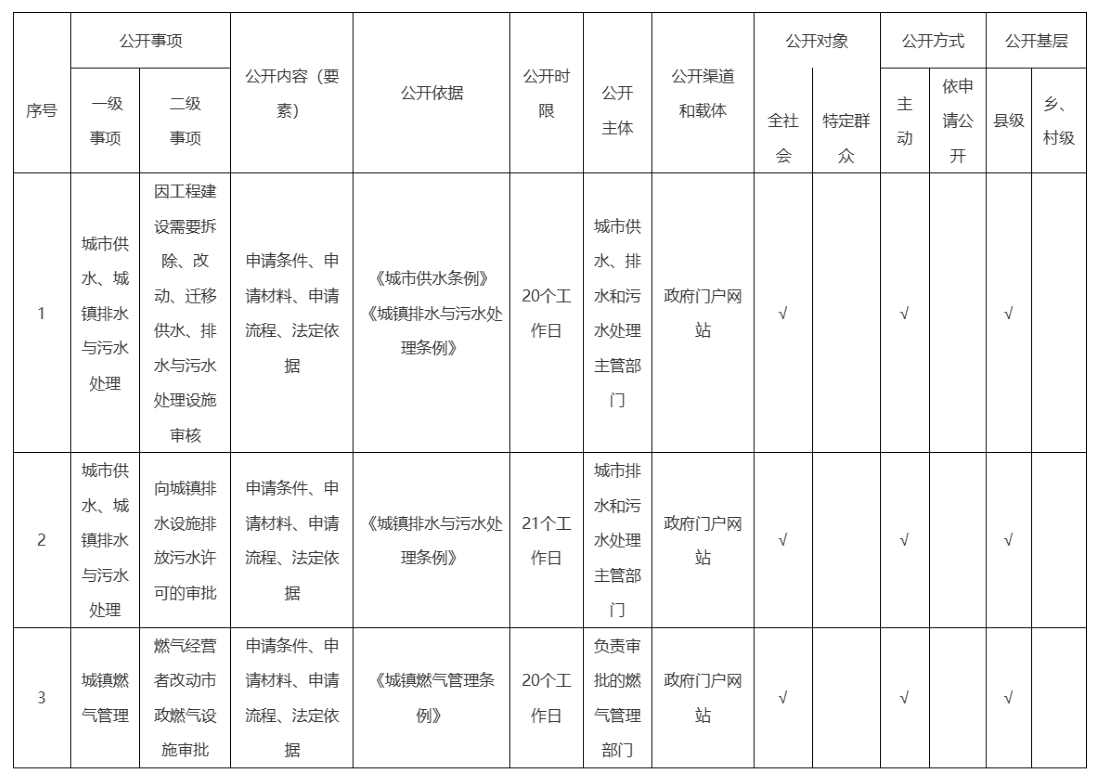 序号
公开事项
一级
事项
二级
事项
公开内容（要
素）
公开依据
公开时
限
公开
主体
公开渠道
和载体
公开对象
全社
会
特定群
众
公开方式
主
动
依申
请公
开
公开基层
县级
乡、
村级
1
城市供
水、城
镇排水
与污水
处理
因工程建
设需要拆
除、改
动、迁移
供水、排
水与污水
处理设施
审核
申请条件、申
请材料、申请
流程、法定依
据
《城市供水条例》
《城镇排水与污水处
理条例》
20个工
作日
城市供
水、排
水和污
水处理
主管部
门
政府门户网
站
√
√
√
2
城市供
水、城
镇排水
与污水
处理
向城镇排
水设施排
放污水许
可的审批
申请条件、申
请材料、申请
流程、法定依
据
《城镇排水与污水处
理条例》
21个工
作日
城市排
水和污
水处理
主管部
门
政府门户网
站
√
√
√
3
城镇燃
气管理
燃气经营
者改动市
政燃气设
施审批
申请条件、申
请材料、申请
流程、法定依
据
《城镇燃气管理条
例》
20个工
作日
负责审
批的燃
气管理
部门
政府门户网
站
√
√
√